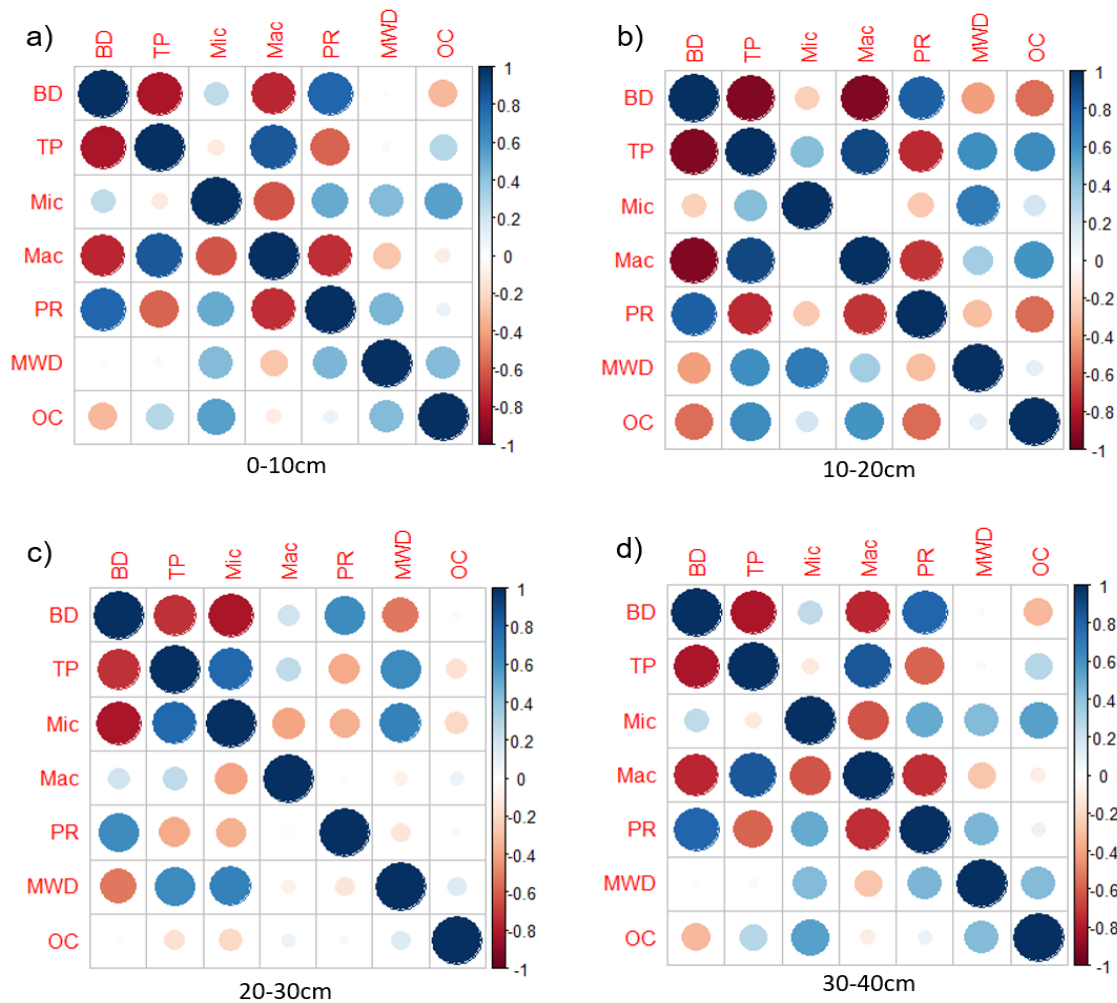 a)
BD TP Mic Mac PR MWD OC
BD
TP
Mic
Mac
PR
MWD
OC
1
0.8
0.6
0.4
0.2
0
-0.2
-0.4
-0.6
-0.8
-1
0-10cm
b)
BD TP Mic Mac PR MWD OC
BD
TP
Mic
Mac
PR
MWD
OC
1
0.8
0.6
0.4
0.2
0
-0.2
-0.4
-0.6
-0.8
-1
10-20cm
c)
BD TP Mic Mac PR MWD OC
BD
TP
Mic
Mac
PR
MWD
OC
1
0.8
0.6
0.4
0.2
0
-0.2
-0.4
-0.6
-0.8
-1
20-30cm
d)
BD TP Mic Mac PR MWD OC
BD
TP
Mic
Mac
PR
MWD
OC
1
0.8
0.6
0.4
0.2
0
-0.2
-0.4
-0.6
-0.8
-1
30-40cm